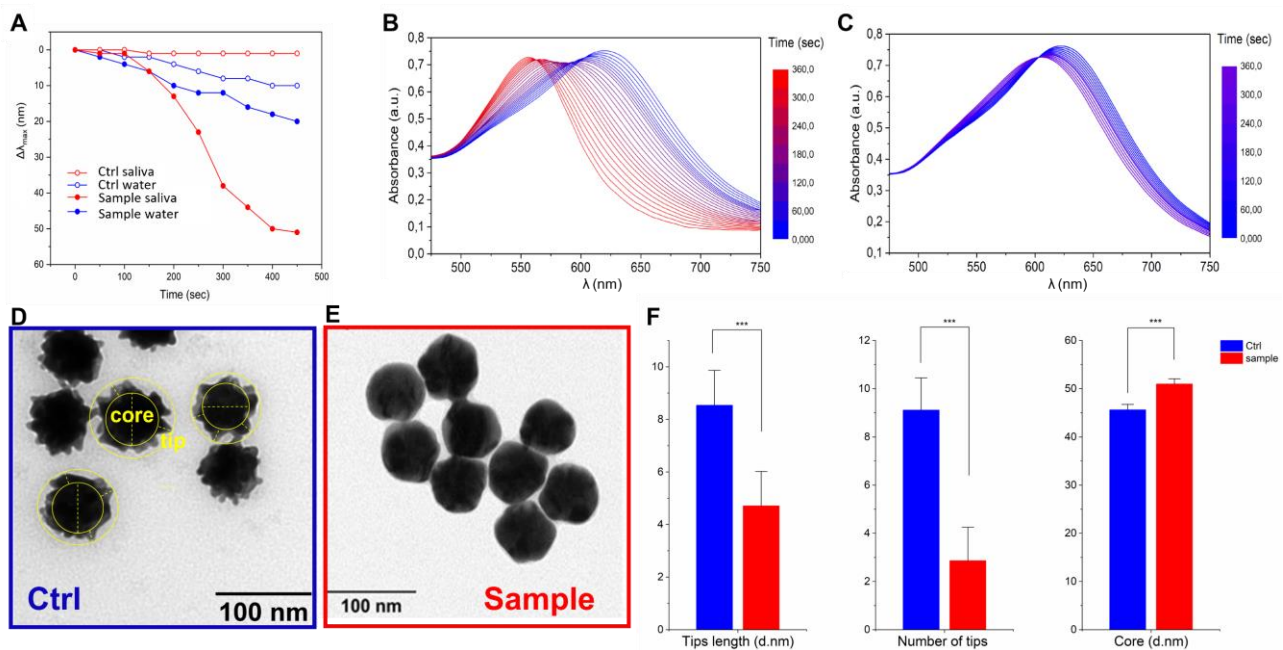 A
0
10
20
30
40
50
60
Δλmax (nm)
Ctrl saliva
Ctrl water
Sample saliva
Sample water
0
100
200
300
400
500
Time (sec)
B
0,8
0,7
0,6
0,5
0,4
0,3
0,2
0,1
0,0
Absorbance (a.u.)
500
550
600
650
700
750
λ (nm)
Time (sec)
360,0
300,0
240,0
180,0
120,0
60,00
0,000
C
0,8
0,7
0,6
0,5
0,4
0,3
0,2
0,1
Absorbance (a.u.)
500
550
600
650
700
750
λ (nm)
Time (sec)
360,0
300,0
240,0
180,0
120,0
60,00
0,000
D
core
tip
Ctrl
100 nm
E
100 nm
Sample
F
10
8
6
4
2
0
***
Tips length (d.nm)
12
10
8
6
4
2
0
***
Number of tips
60
50
40
30
20
10
0
***
Core (d.nm)
Ctrl
sample